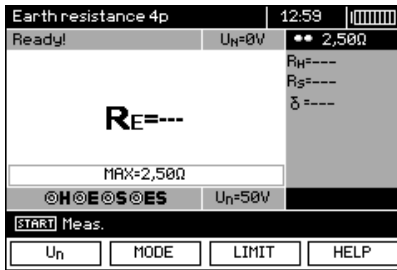 Earth resistance 4p 12:59
Ready! UN=0V 2,50Ω
RH=---
RS=---
δ=---
RE=---
MAX=2,50Ω
H E S ES Un=50V
START Meas.
Un MODE LIMIT HELP